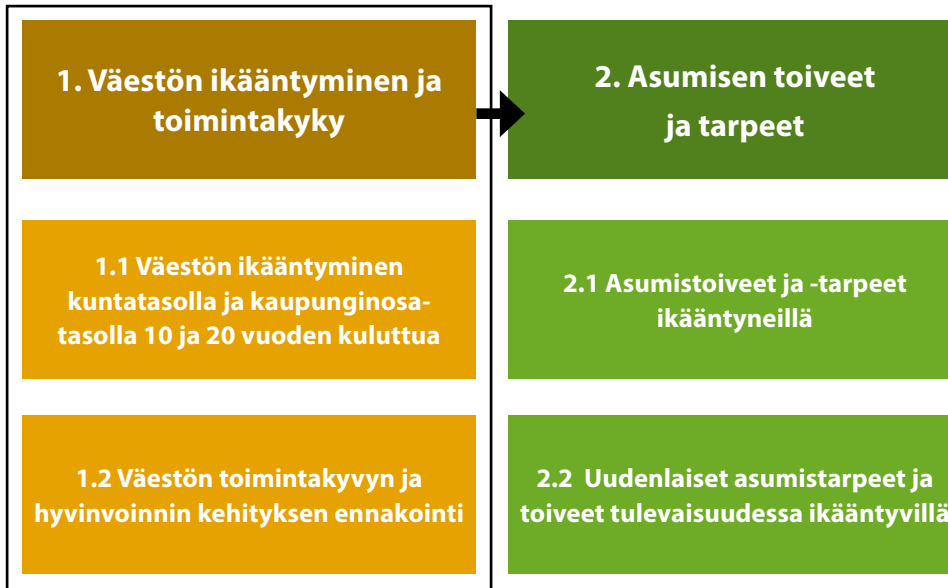 1. Väestön ikääntyminen ja
toimintakyky
1.1 Väestön ikääntyminen
kuntatasolla ja kaupunginosa-
tasolla 10 ja 20 vuoden kuluttua
1.2 Väestön toimintakyvyn ja
hyvinvoinnin kehityksen ennakointi
2. Asumisen toiveet
ja tarpeet
2.1 Asumistoiveet ja -tarpeet
ikääntyneillä
2.2 Uudenlaiset asumistarpeet ja
toiveet tulevaisuudessa ikääntyvillä